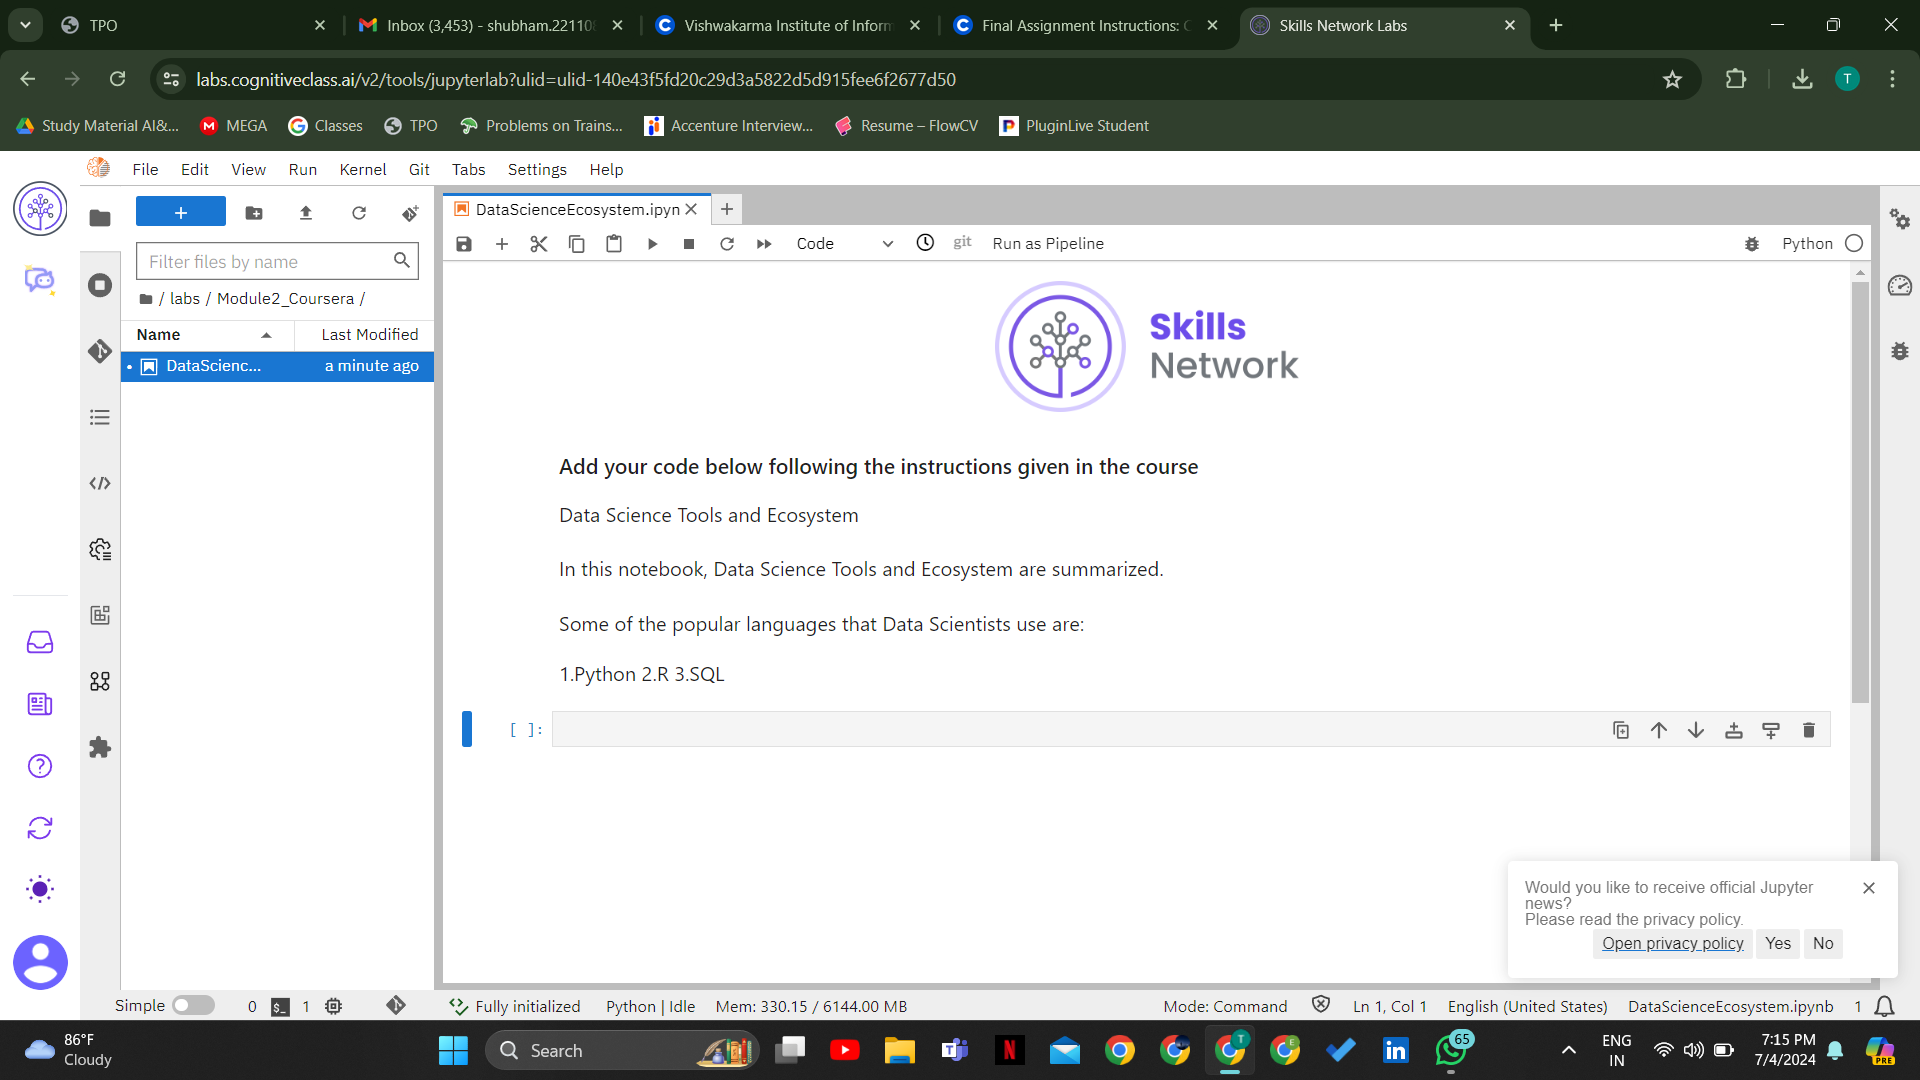 TPO
Inbox (3,453) - shubham.22110
Vishwakarma Institute of Inform
Final Assignment Instructions: C
Skills Network Labs
labs.cognitiveclass.ai/v2/tools/jupyterlab?ulid=ulid-140e43f5fd20c29d3a5822d5d915fee6f2677d50
T
Study Material AI&...
MEGA
Classes
TPO
Problems on Trains...
Accenture Interview...
Resume – FlowCV
PluginLive Student
File Edit View Run Kernel Git Tabs Settings Help
DataScienceEcosystem.ipyn
Code
git
Run as Pipeline
Python
Filter files by name
/ labs / Module2_Coursera /
Name
Last Modified
DataScienc...
a minute ago
Skills
Network
Add your code below following the instructions given in the course
Data Science Tools and Ecosystem
In this notebook, Data Science Tools and Ecosystem are summarized.
Some of the popular languages that Data Scientists use are:
1.Python 2.R 3.SQL
[ ]:
Would you like to receive official Jupyter
news?
Please read the privacy policy.
Open privacy policy
Yes
No
Simple
0
1
Fully initialized
Python | Idle
Mem: 330.15 / 6144.00 MB
Mode: Command
Ln 1, Col 1
English (United States)
DataScienceEcosystem.ipynb
1
86°F
Cloudy
Search
65
ENG
IN
7:15 PM
7/4/2024
PRE